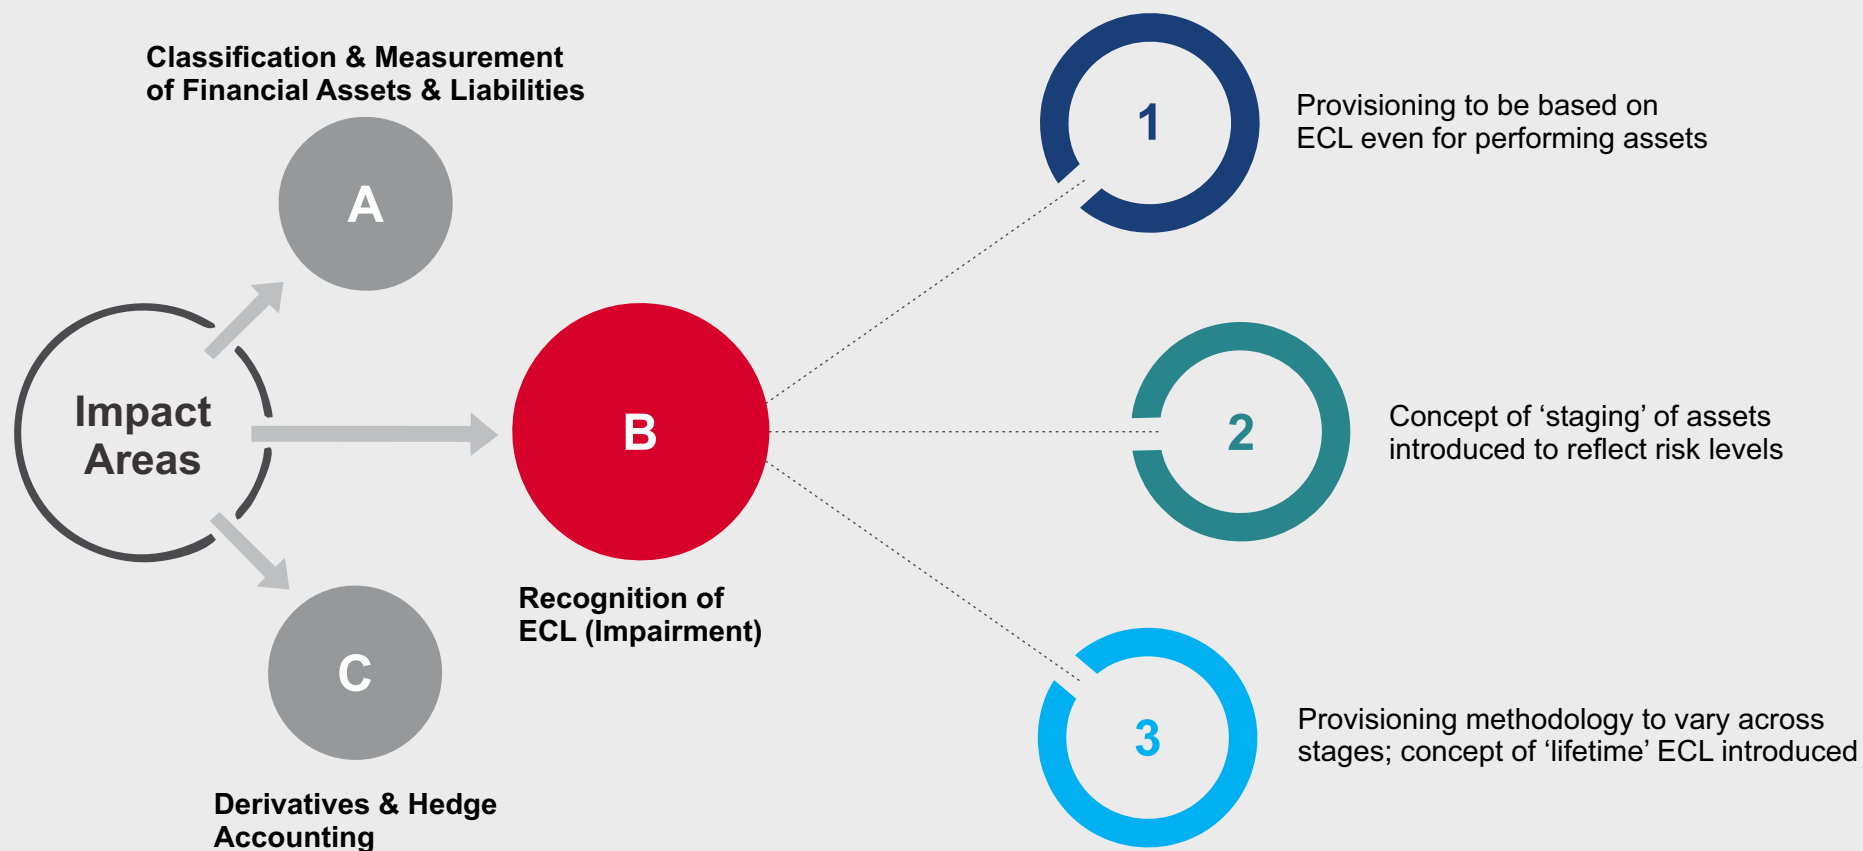 Classification & Measurement
of Financial Assets & Liabilities
A
Impact
Areas
B
Recognition of
ECL (Impairment)
C
Derivatives & Hedge
Accounting
1
Provisioning to be based on
ECL even for performing assets
2
Concept of ‘staging’ of assets
introduced to reflect risk levels
3
Provisioning methodology to vary across
stages; concept of ‘lifetime’ ECL introduced